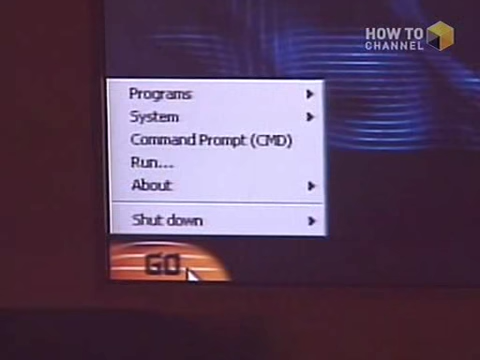 HOW TO
CHANNEL
Programs
System
Command Prompt (CMD)
Run...
About
Shut down
GO